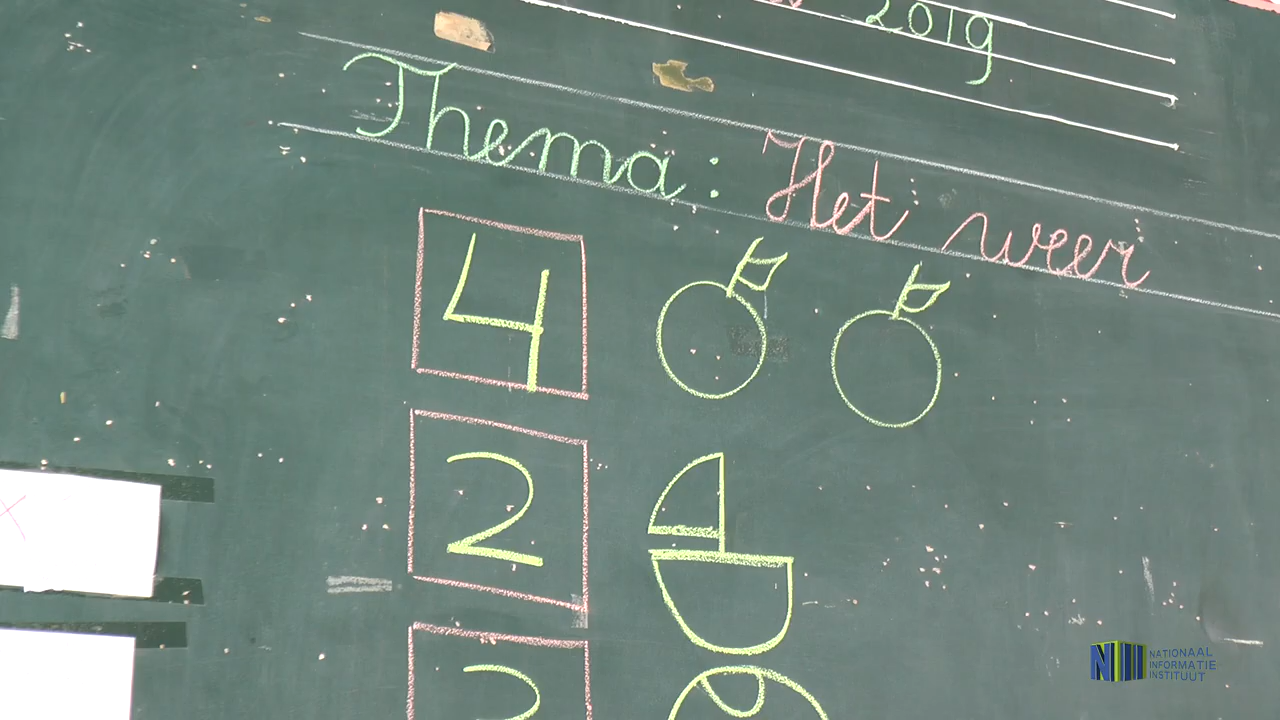 2019
Thema: Het weer
4
2
NATIONAAL
INFORMATIE
INSTITUUT